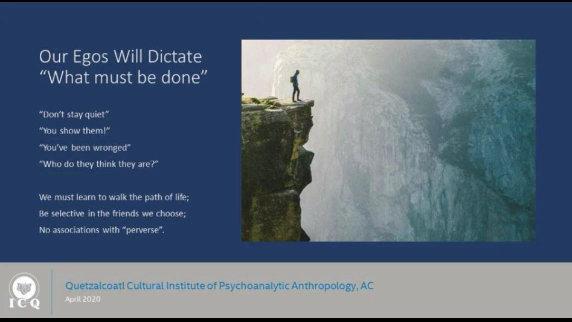 Our Egos Will Dictate
“What must be done”
“Don’t stay quiet”
“You show them!”
“You’ve been wronged”
“Who do they think they are?”
We must learn to walk the path of life;
Be selective in the friends we choose;
No associations with “perverse”.
Quetzalcoatl Cultural Institute of Psychoanalytic Anthropology, AC
April 2020
ICQ